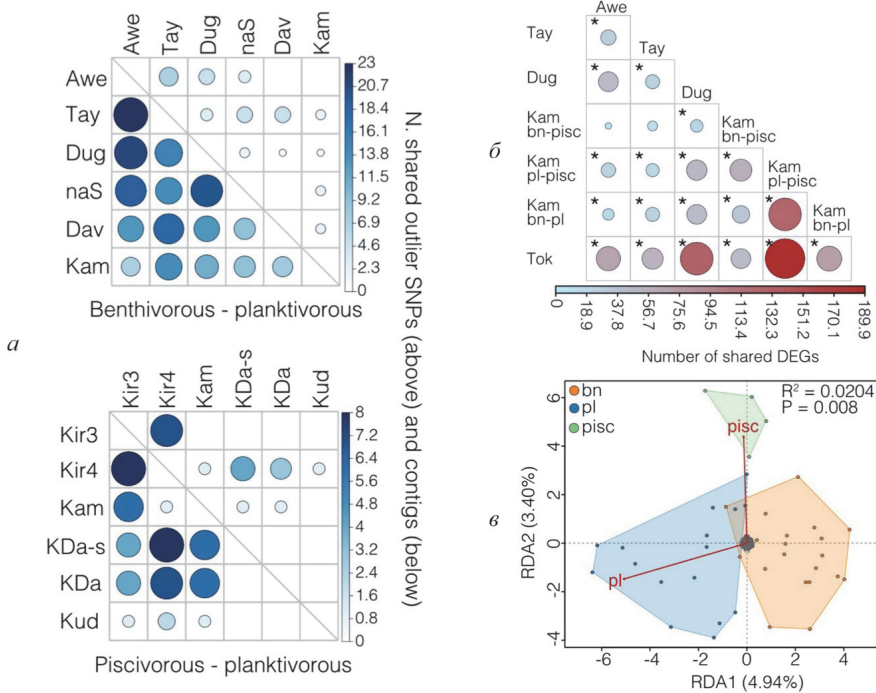 Awe
Tay
Dug
naS
Dav
Kam
Awe
Tay
Dug
naS
Dav
Kam
23
20.7
18.4
16.1
13.8
11.5
9.2
6.9
4.6
2.3
0
Benthivorous - planktivorous
а
N. shared outlier SNPs (above) and contigs (below)
Kir3
Kir4
Kam
KDa-s
KDa
Kud
Kir3
Kir4
Kam
KDa-s
KDa
Kud
8
7.2
6.4
5.6
4.8
4
3.2
2.4
1.6
0.8
0
Piscivorous - planktivorous
б
Awe
Tay
Dug
Kam
bn-pisc
Kam
pl-pisc
Kam
bn-pl
Tay
Dug
Kam
bn-pisc
Kam
pl-pisc
Kam
bn-pl
Tok
* * * * * * * * * * * * * * * * * * *
0
18.9
37.8
56.7
75.6
94.5
113.4
132.3
151.2
170.1
189.9
Number of shared DEGs
в
bn
pl
pisc
R² = 0.0204
P = 0.008
pisc
pl
RDA2 (3.40%)
6
4
2
0
-2
-4
-6
-4
-2
0
2
4
RDA1 (4.94%)